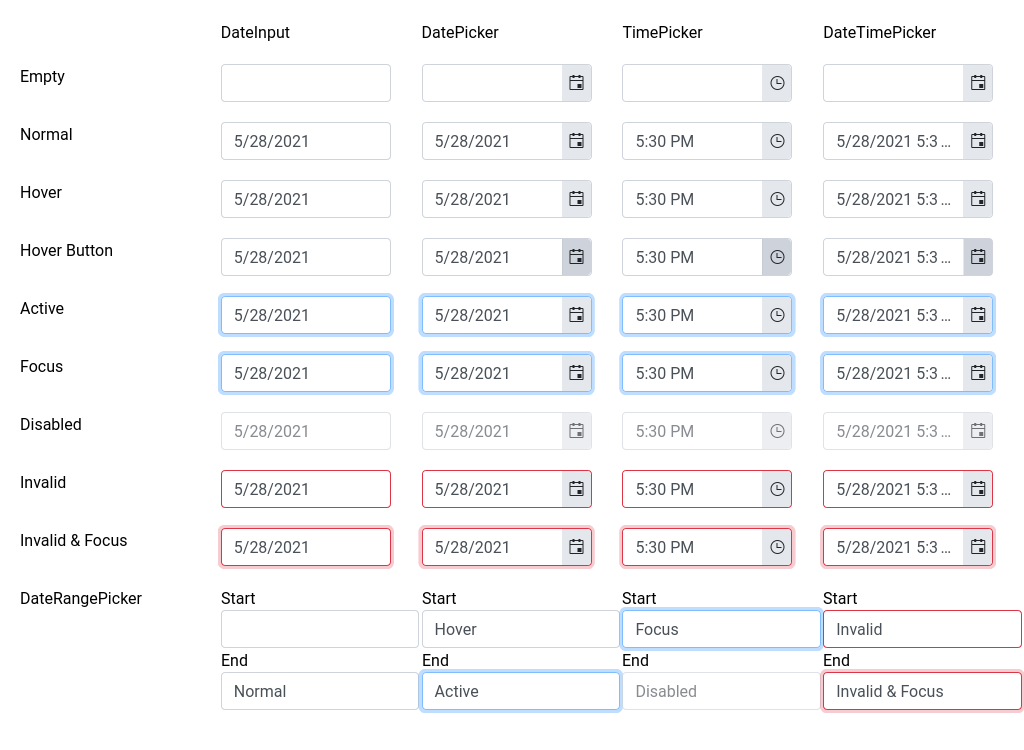 DateInput DatePicker TimePicker DateTimePicker
Empty
Normal 5/28/2021 5/28/2021 5:30 PM 5/28/2021 5:3 ...
Hover 5/28/2021 5/28/2021 5:30 PM 5/28/2021 5:3 ...
Hover Button 5/28/2021 5/28/2021 5:30 PM 5/28/2021 5:3 ...
Active 5/28/2021 5/28/2021 5:30 PM 5/28/2021 5:3 ...
Focus 5/28/2021 5/28/2021 5:30 PM 5/28/2021 5:3 ...
Disabled 5/28/2021 5/28/2021 5:30 PM 5/28/2021 5:3 ...
Invalid 5/28/2021 5/28/2021 5:30 PM 5/28/2021 5:3 ...
Invalid & Focus 5/28/2021 5/28/2021 5:30 PM 5/28/2021 5:3 ...
DateRangePicker Start Start Start Start
Hover Focus Invalid
End End End End
Normal Active Disabled Invalid & Focus